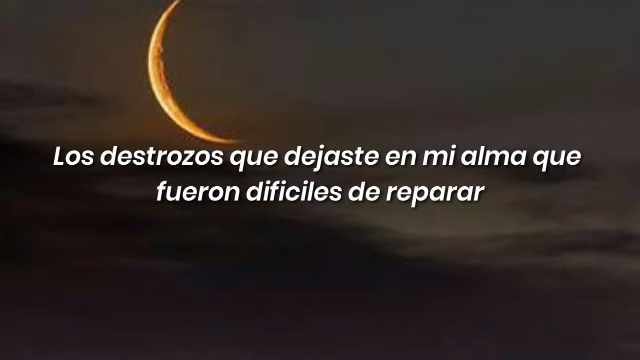 Los destrozos que dejaste en mi alma que
fueron dificiles de reparar